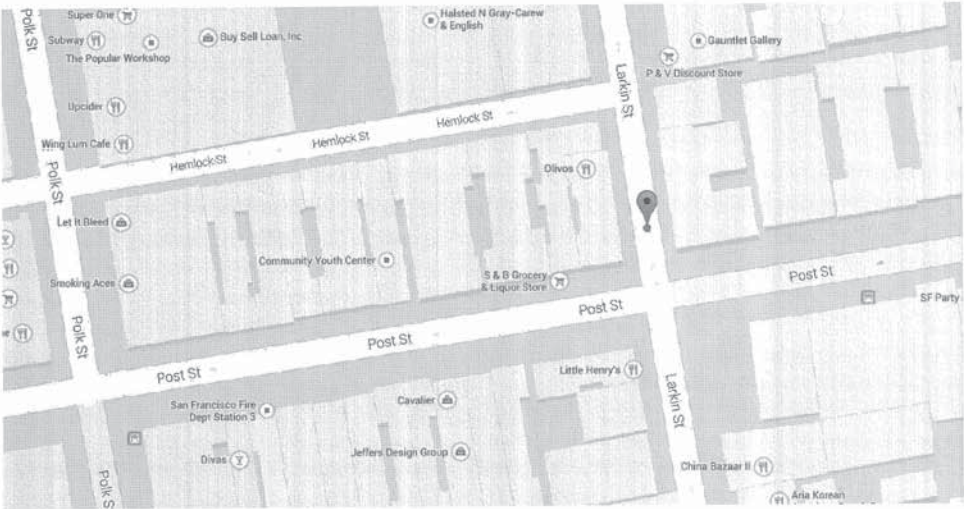 Polk St
Super One
Subway
The Popular Workshop
Buy Sell Loan, Inc
Halsted N Gray-Carew
& English
Larkin St
Gauntlet Gallery
P & V Discount Store
Upcider
Wing Lum Cafe
Hemlock St
Hemlock St
Hemlock St
Polk St
Olivos
Let It Bleed
Community Youth Center
Smoking Aces
S & B Grocery
& Liquor Store
Post St
SF Party
Polk St
Post St
Post St
Post St
Little Henry's
Larkin St
San Francisco Fire
Dept Station 3
Cavalier
Divas
Jeffers Design Group
China Bazaar II
Polk S
Aria Korean